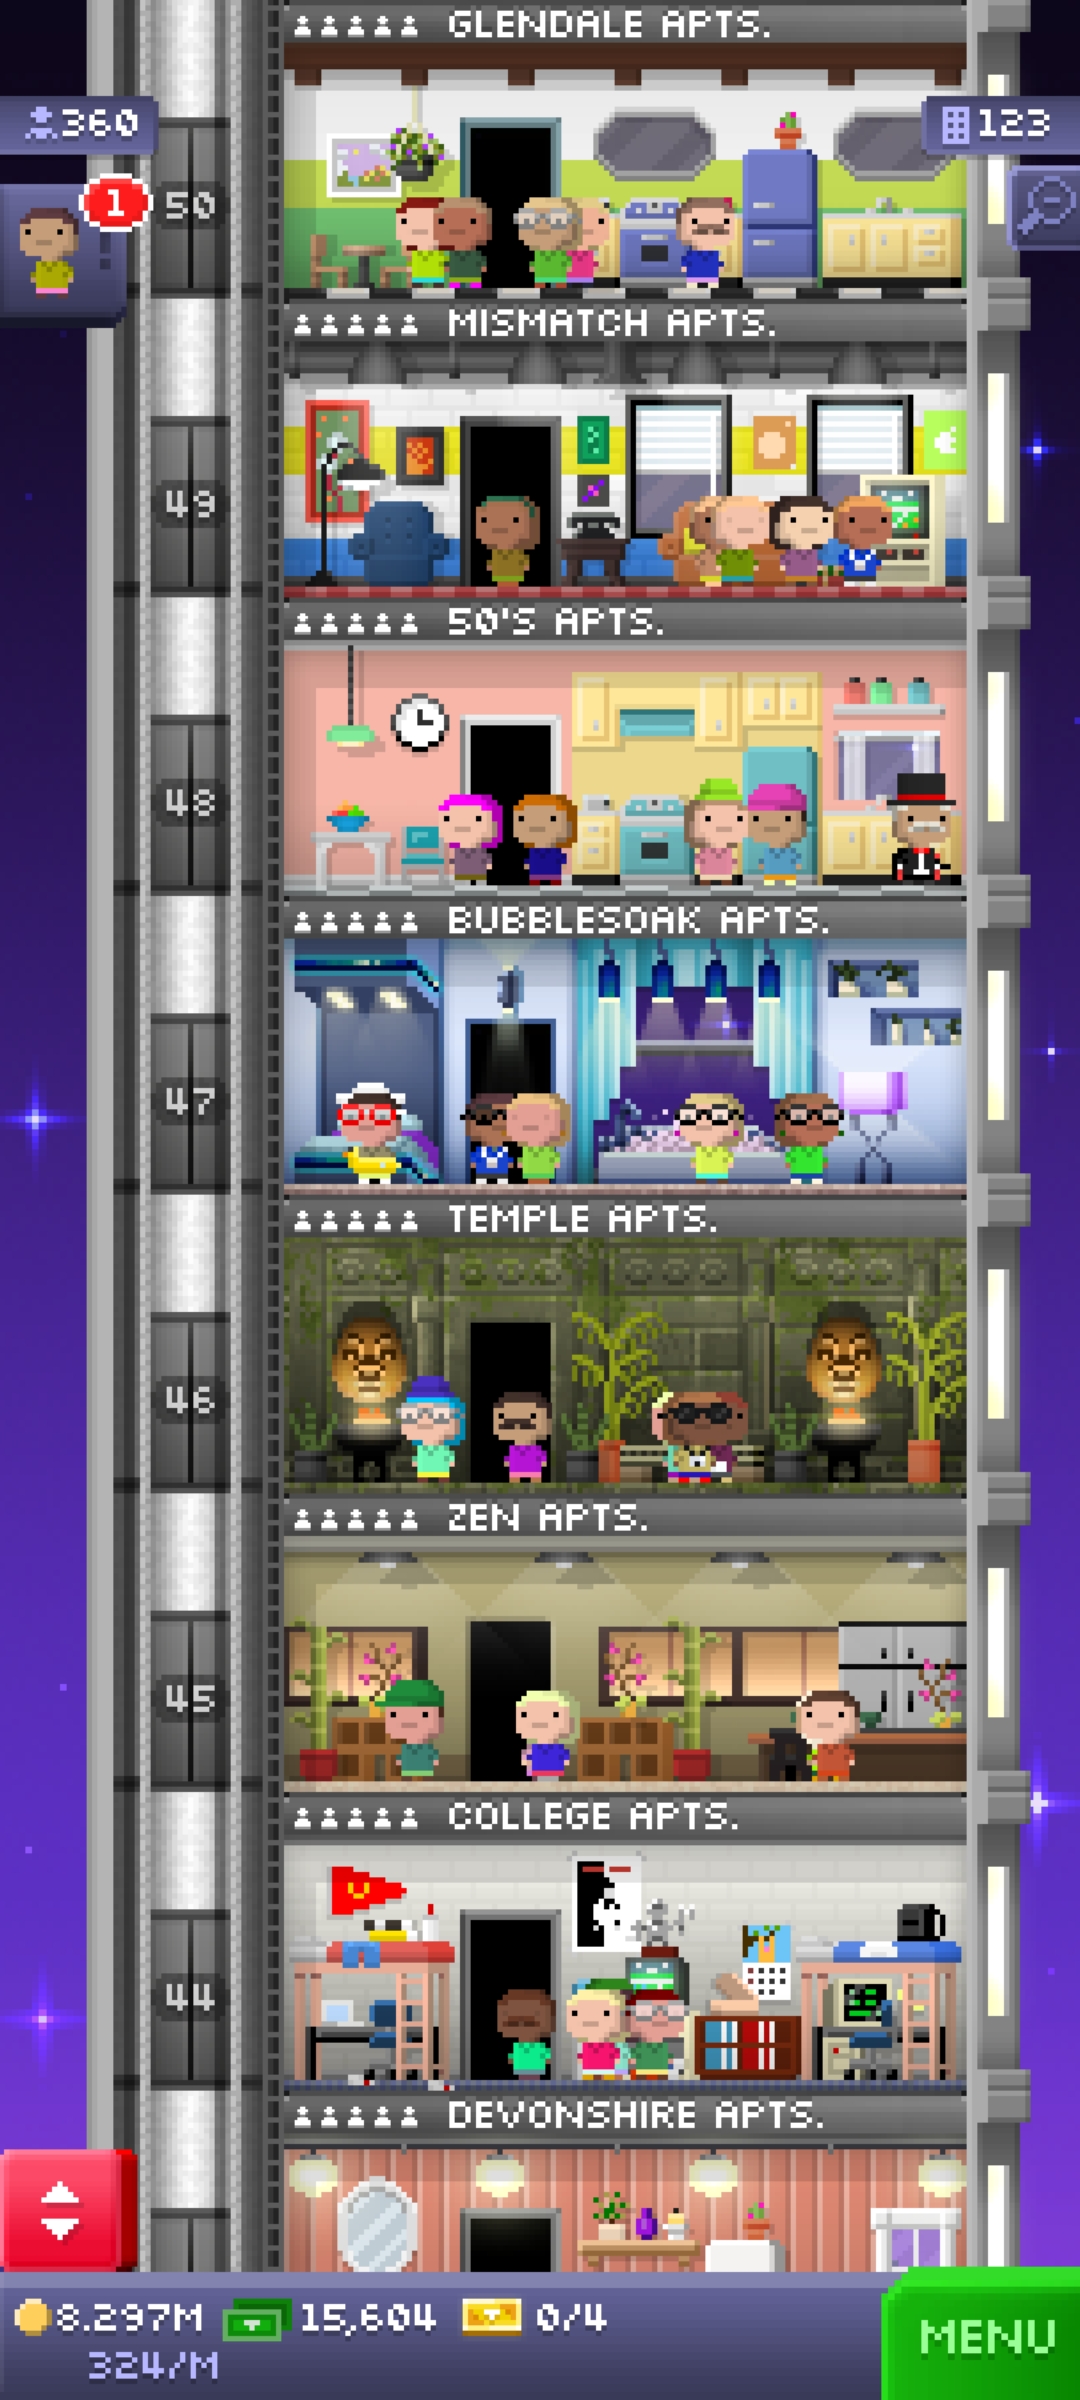 GLENDALE APTS.
360
123
1
50
MISMATCH APTS.
49
50'S APTS.
48
BUBBLESOAK APTS.
47
TEMPLE APTS.
46
ZEN APTS.
45
COLLEGE APTS.
44
DEVONSHIRE APTS.
8.297M 15,604 0/4
324/M
MENU